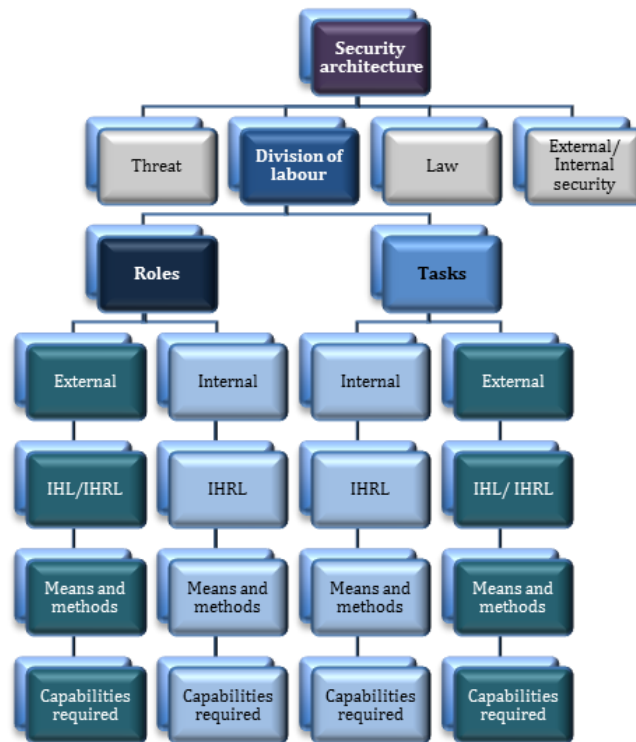 Security
architecture
Threat
Division of
labour
Law
External/
Internal
security
Roles
Tasks
External
Internal
Internal
External
IHL/IHRL
IHRL
IHRL
IHL/ IHRL
Means and
methods
Means and
methods
Means and
methods
Means and
methods
Capabilities
required
Capabilities
required
Capabilities
required
Capabilities
required